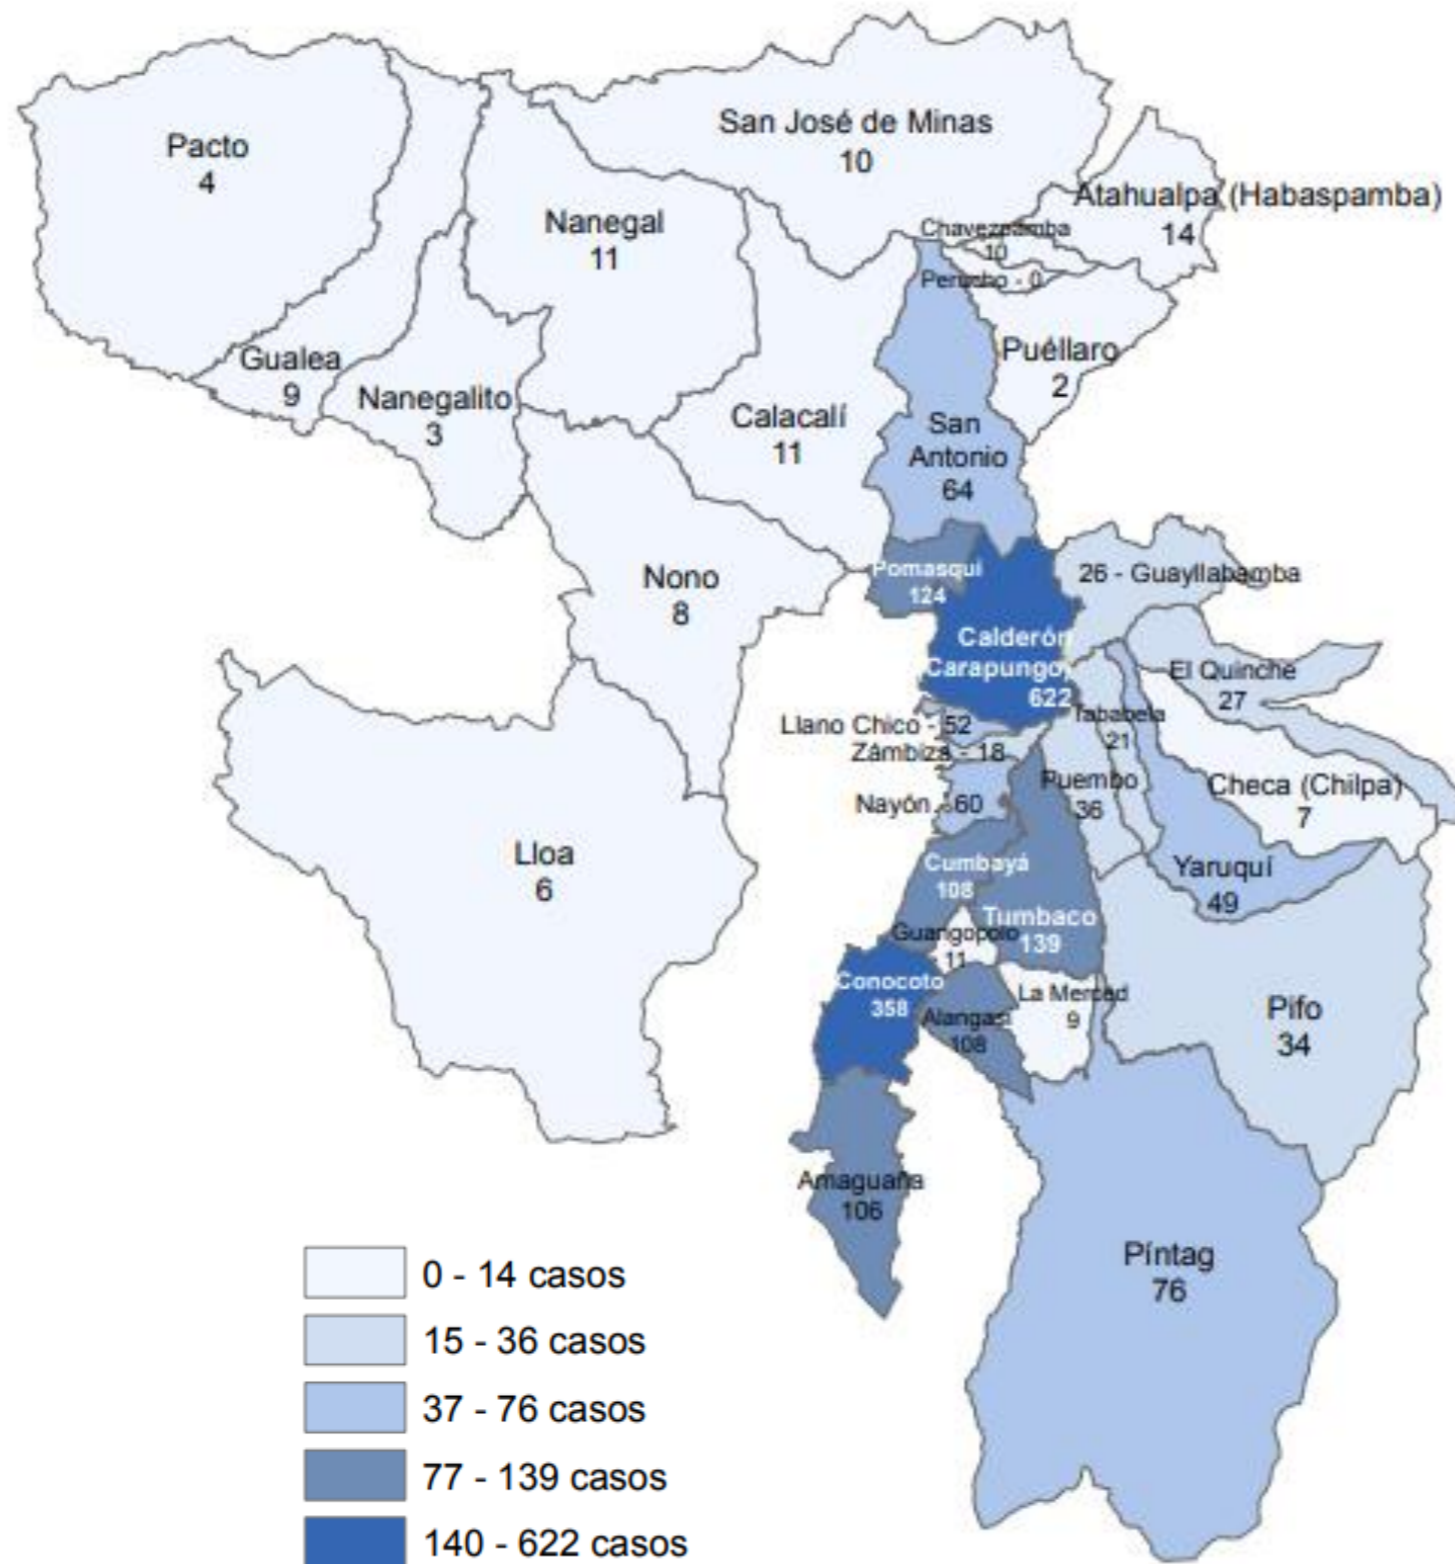 San José de Minas
10
Pacto
4
Atahualpa (Habaspamba)
14
Nanegal
11
Chavezpamba
10
Perucho - 0
Puéllaro
2
Gualea
9
Nanegalito
3
Calacalí
11
San
Antonio
64
Pomasqui
124
26 - Guayllabamba
Nono
8
Calderón
(Carapungo)
622
El Quinche
27
Llano Chico - 52
Tababela
21
Zámbiza - 18
Puembo
36
Checa (Chilpa)
7
Nayón - 60
Lloa
6
Cumbayá
108
Yaruquí
49
Tumbaco
139
Guangopolo
11
Conocoto
358
La Merced
9
Alangasí
108
Pifo
34
Amaguaña
106
Píntag
76
0 - 14 casos
15 - 36 casos
37 - 76 casos
77 - 139 casos
140 - 622 casos